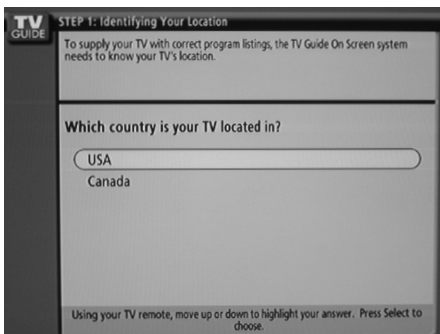 TV
GUIDE
STEP 1: Identifying Your Location
To supply your TV with correct program listings, the TV Guide On Screen system
needs to know your TV's location.
Which country is your TV located in?
USA
Canada
Using your TV remote, move up or down to highlight your answer. Press Select to
choose.